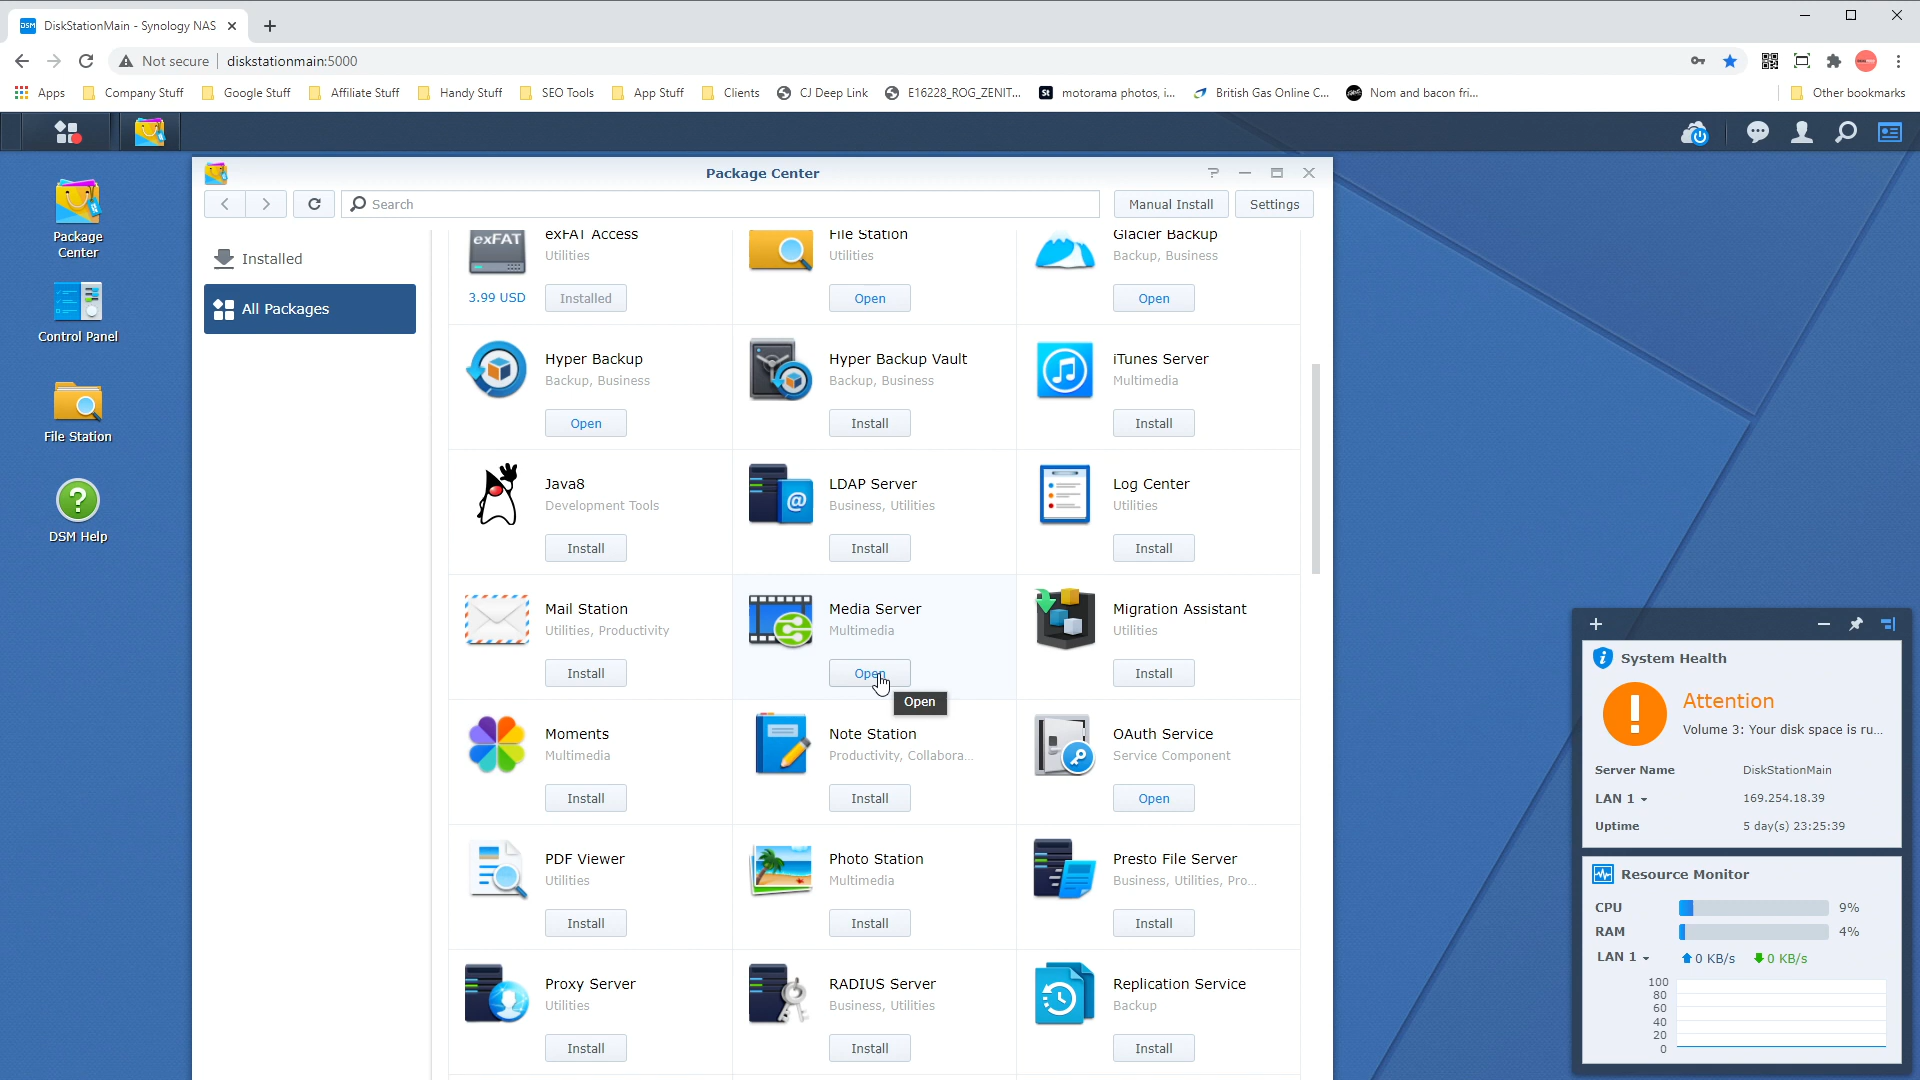 DiskStationMain - Synology NAS
Not secure
diskstationmain:5000
Apps
Company Stuff
Google Stuff
Affiliate Stuff
Handy Stuff
SEO Tools
App Stuff
Clients
CJ Deep Link
E16228_ROG_ZENIT...
St
motorama photos, i...
British Gas Online C...
Nom and bacon fri...
Other bookmarks
Package Center
Control Panel
File Station
DSM Help
Package Center
Search
Manual Install
Settings
Installed
All Packages
exFAT
exFAT Access
Utilities
3.99 USD
Installed
File Station
Utilities
Open
Glacier Backup
Backup, Business
Open
Hyper Backup
Backup, Business
Open
Hyper Backup Vault
Backup, Business
Install
iTunes Server
Multimedia
Install
Java8
Development Tools
Install
LDAP Server
Business, Utilities
Install
Log Center
Utilities
Install
Mail Station
Utilities, Productivity
Install
Media Server
Multimedia
Open
Open
Migration Assistant
Utilities
Install
Moments
Multimedia
Install
Note Station
Productivity, Collabora...
Install
OAuth Service
Service Component
Open
PDF Viewer
Utilities
Install
Photo Station
Multimedia
Install
Presto File Server
Business, Utilities, Pro...
Install
Proxy Server
Utilities
Install
RADIUS Server
Business, Utilities
Install
Replication Service
Backup
Install
System Health
Attention
Volume 3: Your disk space is ru...
Server Name DiskStationMain
LAN 1 169.254.18.39
Uptime 5 day(s) 23:25:39
Resource Monitor
CPU 9%
RAM 4%
LAN 1 0 KB/s 0 KB/s
100
80
60
40
20
0